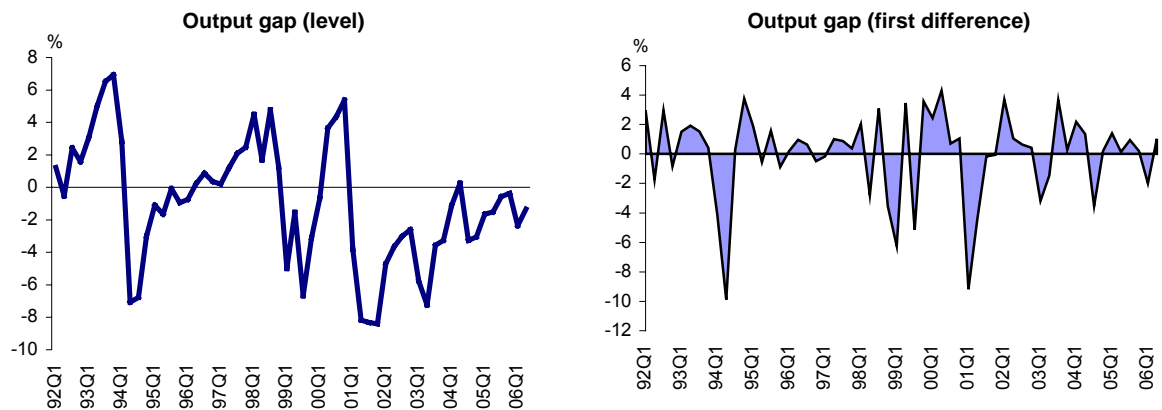 Output gap (level)
%
8
6
4
2
0
-2
-4
-6
-8
-10
92Q1
93Q1
94Q1
95Q1
96Q1
97Q1
98Q1
99Q1
00Q1
01Q1
02Q1
03Q1
04Q1
05Q1
06Q1
Output gap (first difference)
%
6
4
2
0
-2
-4
-6
-8
-10
-12
92Q1
93Q1
94Q1
95Q1
96Q1
97Q1
98Q1
99Q1
00Q1
01Q1
02Q1
03Q1
04Q1
05Q1
06Q1